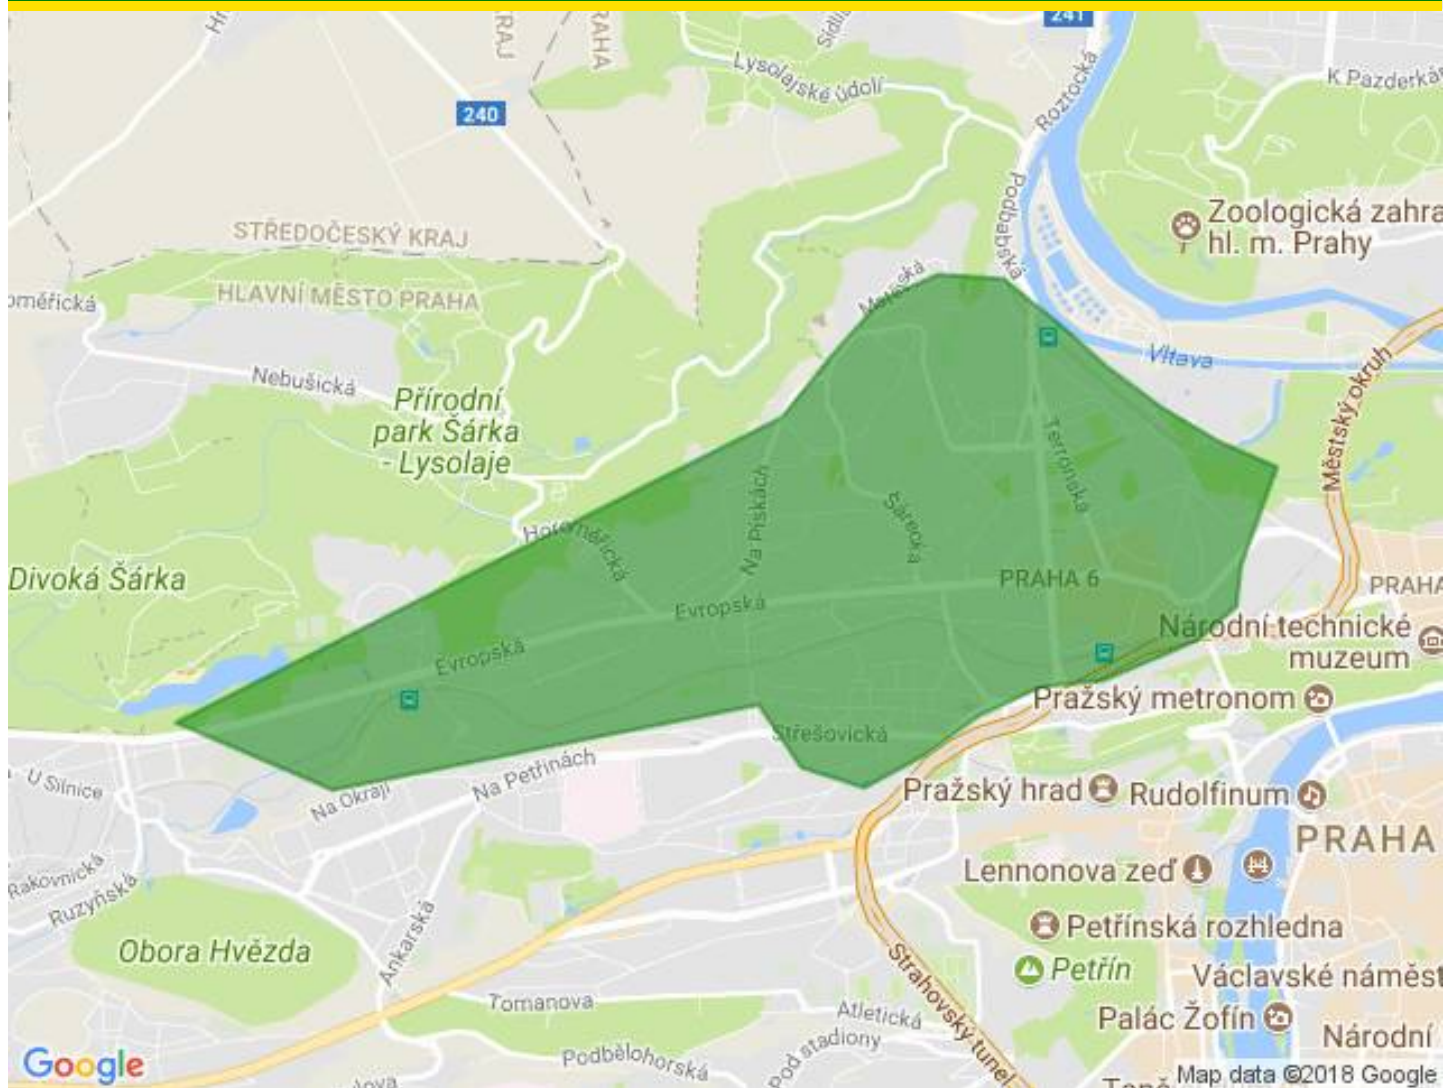 241
Lysolajské údolí
Roztocká
K Pazderkám
240
Podbabská
Zoologická zahra
hl. m. Prahy
STŘEDOČESKÝ KRAJ
HLAVNÍ MĚSTO PRAHA
oměřická
RAJ
RAHA
Nebušická
Přírodní
park Šárka
- Lysolaje
Vltava
Městský okruh
Terronská
Na Pískách
Šárecká
Horoměřická
Divoká Šárka
PRAHA 6
PRAHA
Evropská
Evropská
Národní technické
muzeum
Pražský metronom
Střešovická
U Silnice
Na Okraji
Na Petřinách
Pražský hrad
Rudolfinum
PRAHA
Lennonova zeď
Rakovnická
Ruzyňská
Obora Hvězda
Ankarská
Petřínská rozhledna
Petřín
Václavské náměst
Strahovský tunel
Tomanova
Atletická
Palác Žofín
Národní
Podbělohorská
Pod stadiony
Google
Map data ©2018 Google